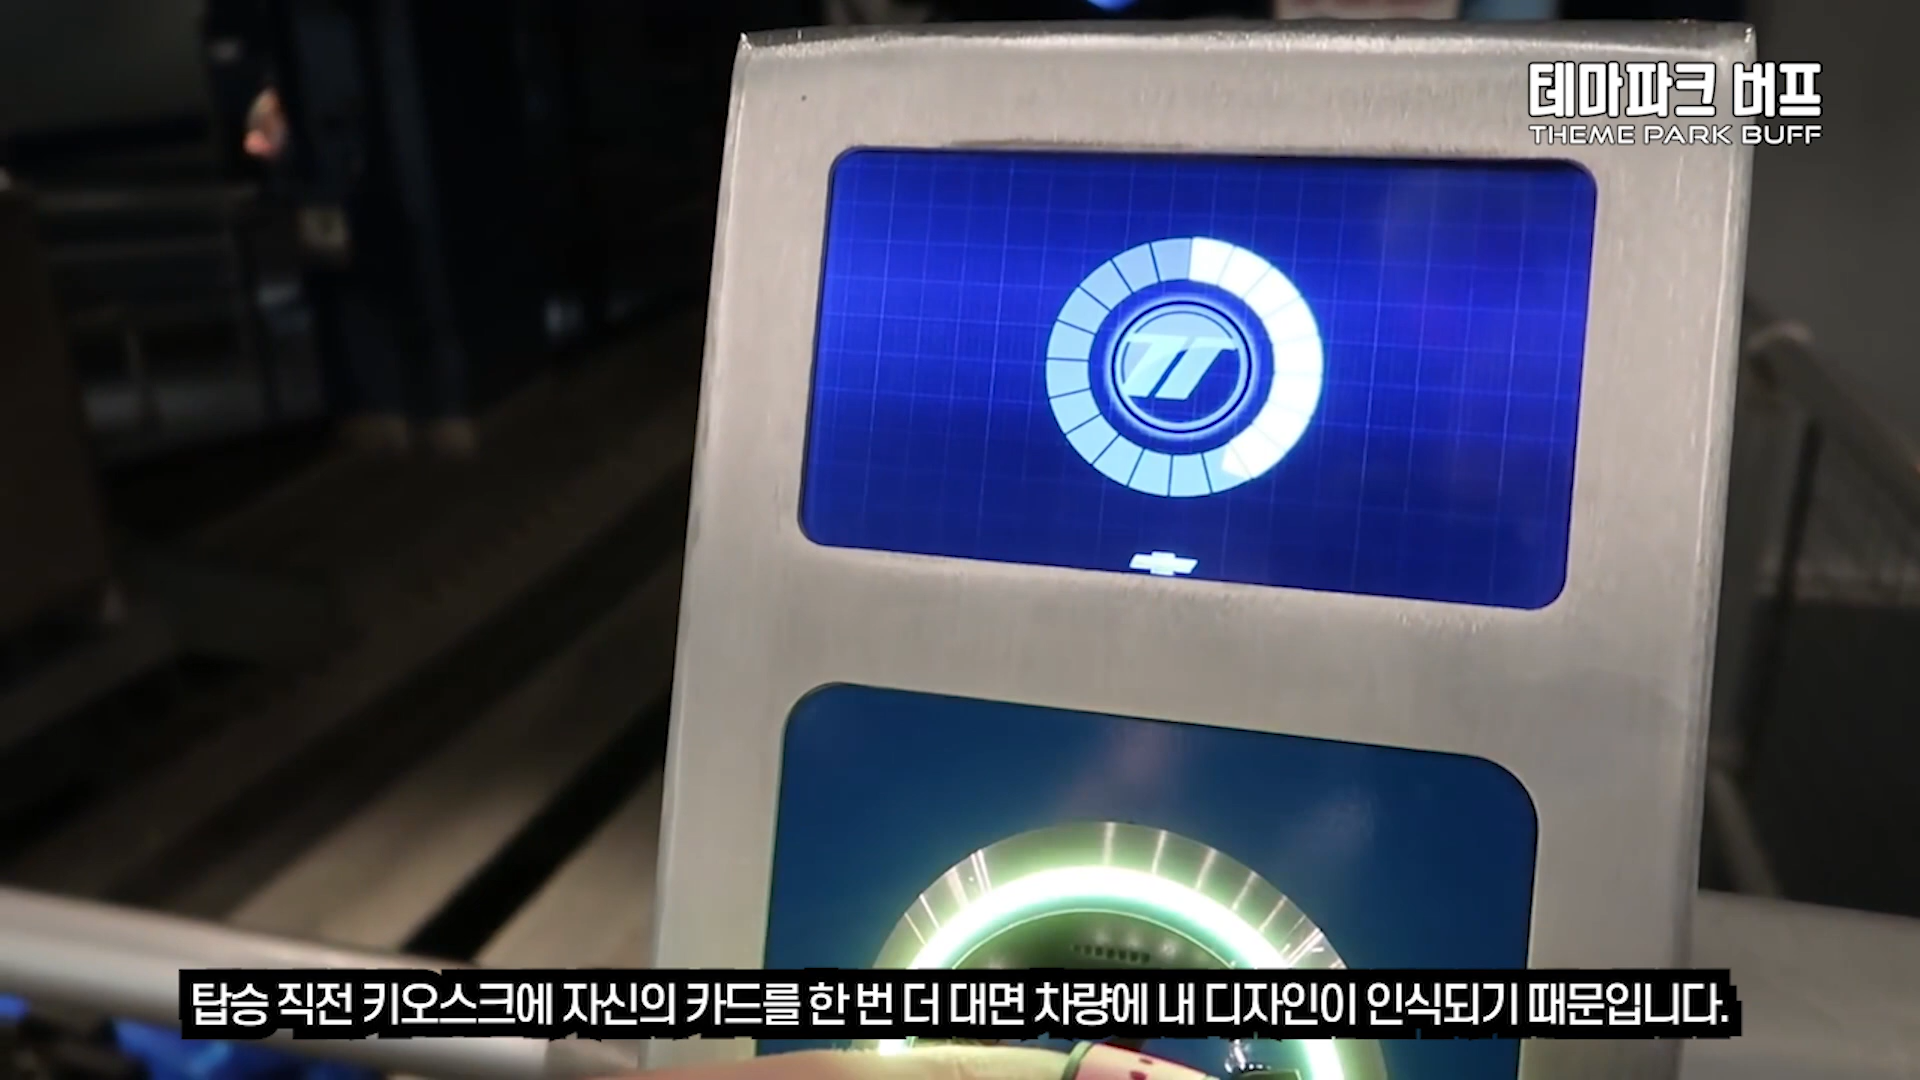 테마파크 버프
THEME PARK BUFF
탑승 직전 키오스크에 자신의 카드를 한 번 더 대면 차량에 내 디자인이 인식되기 때문입니다.